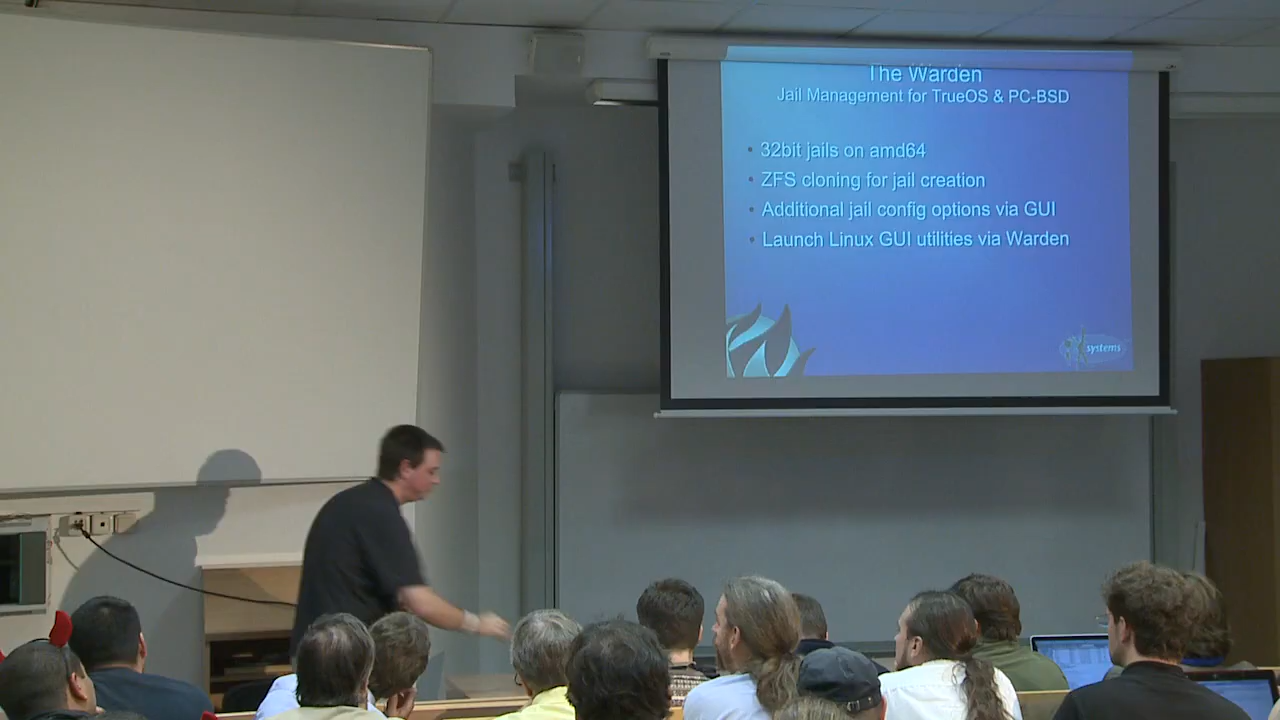 The Warden
Jail Management for TrueOS & PC-BSD
• 32bit jails on amd64
• ZFS cloning for jail creation
• Additional jail config options via GUI
• Launch Linux GUI utilities via Warden
systems